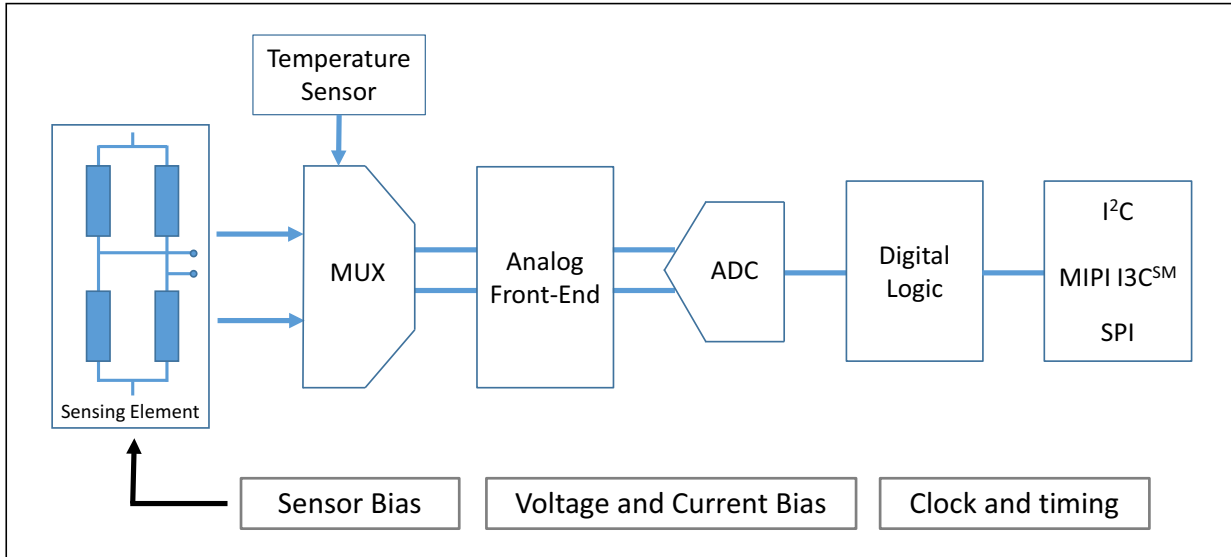 Temperature
Sensor
Sensing Element
MUX
Analog
Front-End
ADC
Digital
Logic
I²C
MIPI I3C℠
SPI
Sensor Bias
Voltage and Current Bias
Clock and timing